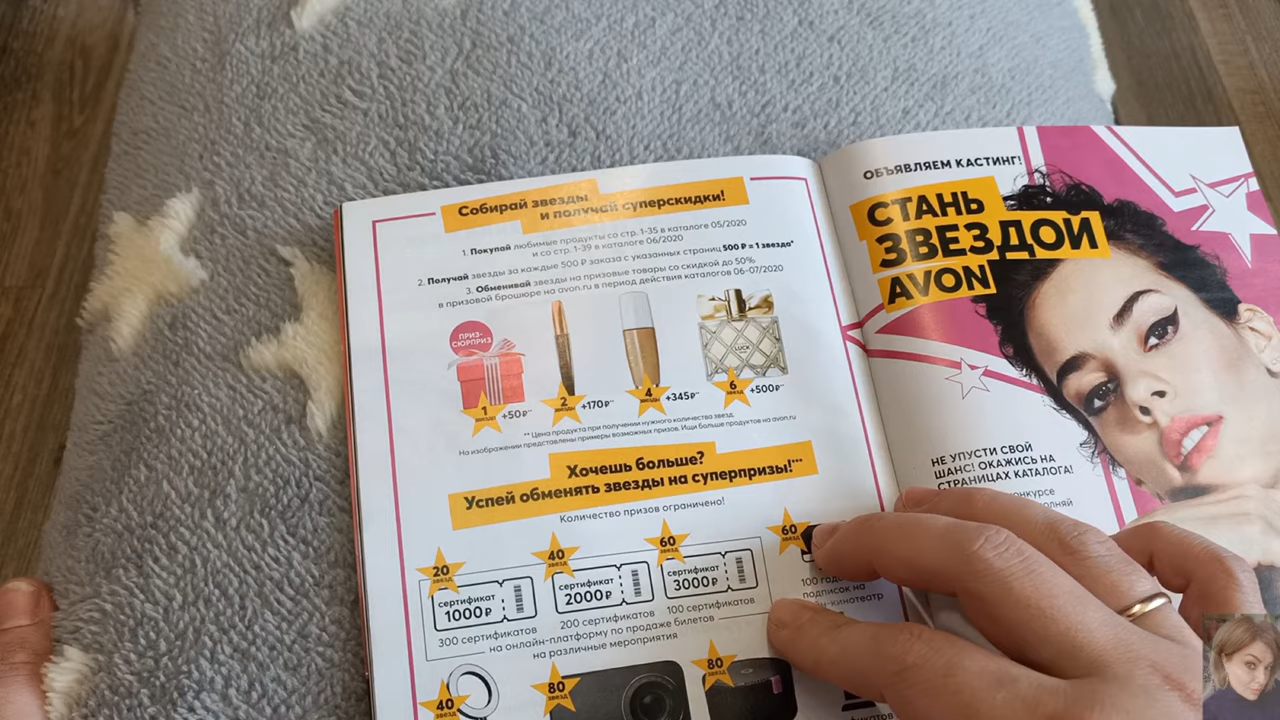 Собирай звезды
и получай суперскидки!
1. Покупай любимые продукты со стр. 1-35 в каталоге 05/2020
и со стр. 1-39 в каталоге 06/2020
2. Получай звезды за каждые 500 ₽ заказа с указанных страниц 500 ₽ = 1 звезда*
3. Обменивай звезды на призовые товары со скидкой до 50%
в призовой брошюре на avon.ru в период действия каталогов 06-07/2020
ПРИЗ-
СЮРПРИЗ
LUCK
1
+50₽**
2
звезды
+170₽**
4
звезды
+345₽**
6
звезд
+500₽**
** Цена продукта при получении нужного количества звезд.
На изображении представлены примеры возможных призов. Ищи больше продуктов на avon.ru
Хочешь больше?
Успей обменять звезды на суперпризы!***
Количество призов ограничено!
20
звезд
сертификат
1000₽
40
звезд
сертификат
2000₽
60
звезд
сертификат
3000₽
60
звезд
300 сертификатов
200 сертификатов
100 сертификатов
на онлайн-платформу по продаже билетов
на различные мероприятия
100
подписок на
40
звезд
80
звезд
80
звезд
ОБЪЯВЛЯЕМ КАСТИНГ!
СТАНЬ
ЗВЕЗДОЙ
AVON
НЕ УПУСТИ СВОЙ
ШАНС! ОКАЖИСЬ НА
СТРАНИЦАХ КАТАЛОГА!